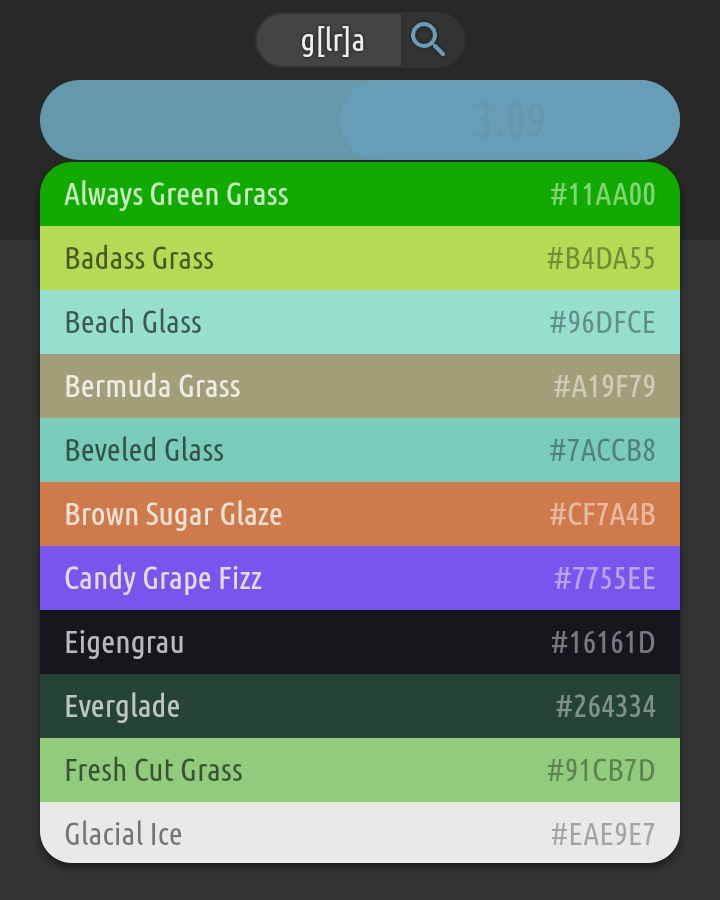 g[lr]a
3.09
Always Green Grass #11AA00
Badass Grass #B4DA55
Beach Glass #96DFCE
Bermuda Grass #A19F79
Beveled Glass #7ACCB8
Brown Sugar Glaze #CF7A4B
Candy Grape Fizz #7755EE
Eigengrau #16161D
Everglade #264334
Fresh Cut Grass #91CB7D
Glacial Ice #EAE9E7